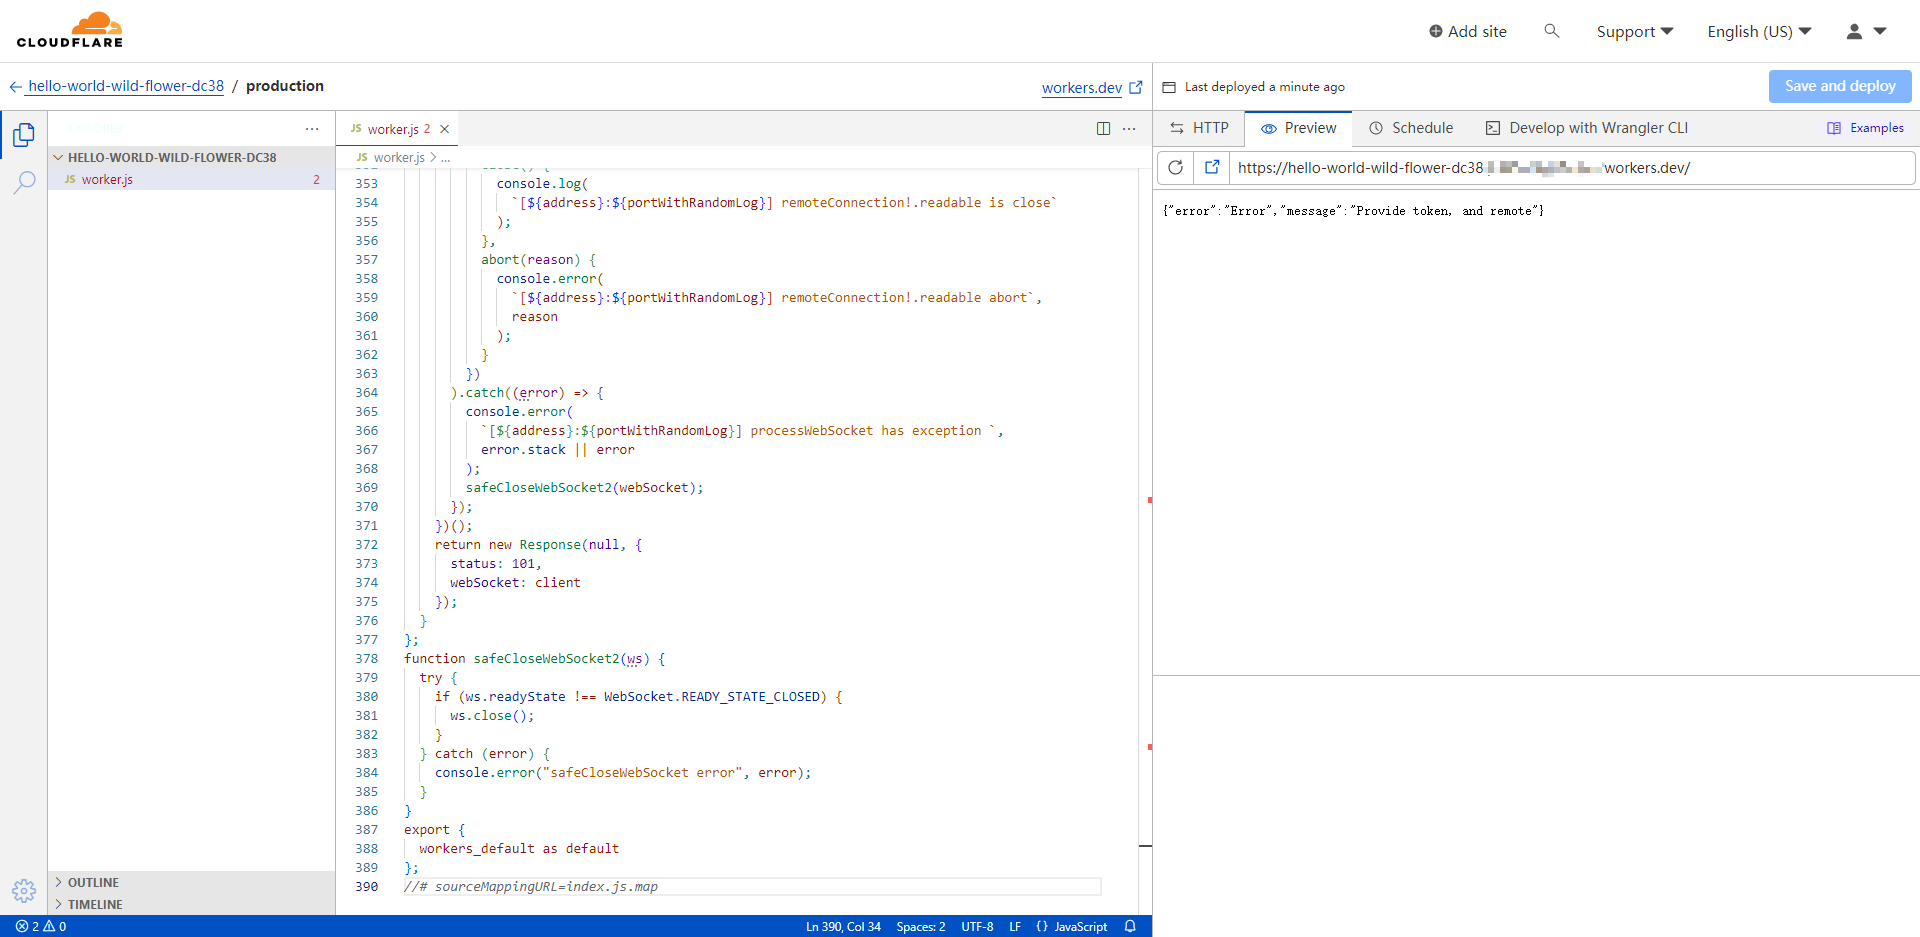 CLOUDFLARE
Add site
Support
English (US)
hello-world-wild-flower-dc38 / production
workers.dev
Last deployed a minute ago
Save and deploy
EXPLORER
...
HELLO-WORLD-WILD-FLOWER-DC38
JS worker.js 2
OUTLINE
TIMELINE
JS worker.js 2
...
JS worker.js > ...
353 console.log(
354 `[${address}:${portWithRandomLog}] remoteConnection!.readable is close`
355 );
356 },
357 abort(reason) {
358 console.error(
359 `[${address}:${portWithRandomLog}] remoteConnection!.readable abort`,
360 reason
361 );
362 }
363 })
364 ).catch((error) => {
365 console.error(
366 `[${address}:${portWithRandomLog}] processWebSocket has exception `,
367 error.stack || error
368 );
369 safeCloseWebSocket2(webSocket);
370 });
371 })();
372 return new Response(null, {
373 status: 101,
374 webSocket: client
375 });
376 }
377 };
378 function safeCloseWebSocket2(ws) {
379 try {
380 if (ws.readyState !== WebSocket.READY_STATE_CLOSED) {
381 ws.close();
382 }
383 } catch (error) {
384 console.error("safeCloseWebSocket error", error);
385 }
386 }
387 export {
388 workers_default as default
389 };
390 //# sourceMappingURL=index.js.map
HTTP
Preview
Schedule
Develop with Wrangler CLI
Examples
https://hello-world-wild-flower-dc38 workers.dev/
{"error":"Error","message":"Provide token, and remote"}
2 0
Ln 390, Col 34
Spaces: 2
UTF-8
LF
{} JavaScript